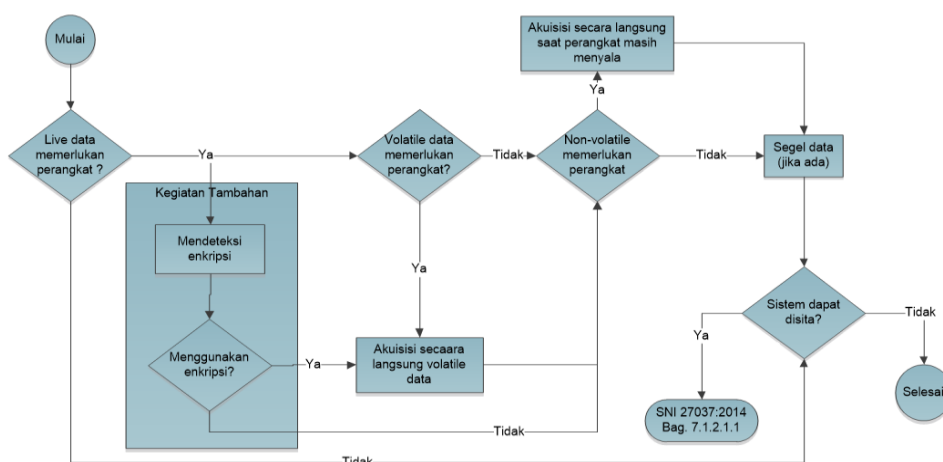 Mulai
Akuisisi secara langsung
saat perangkat masih
menyala
Ya
Live data
memerlukan
perangkat ?
Ya
Volatile data
memerlukan
perangkat?
Tidak
Non-volatile
memerlukan
perangkat
Tidak
Segel data
(jika ada)
Kegiatan Tambahan
Mendeteksi
enkripsi
Ya
Menggunakan
enkripsi?
Ya
Akuisisi secaara
langsung volatile
data
Sistem dapat
disita?
Ya
Tidak
SNI 27037:2014
Bag. 7.1.2.1.1
Selesai
Tidak
Tidak